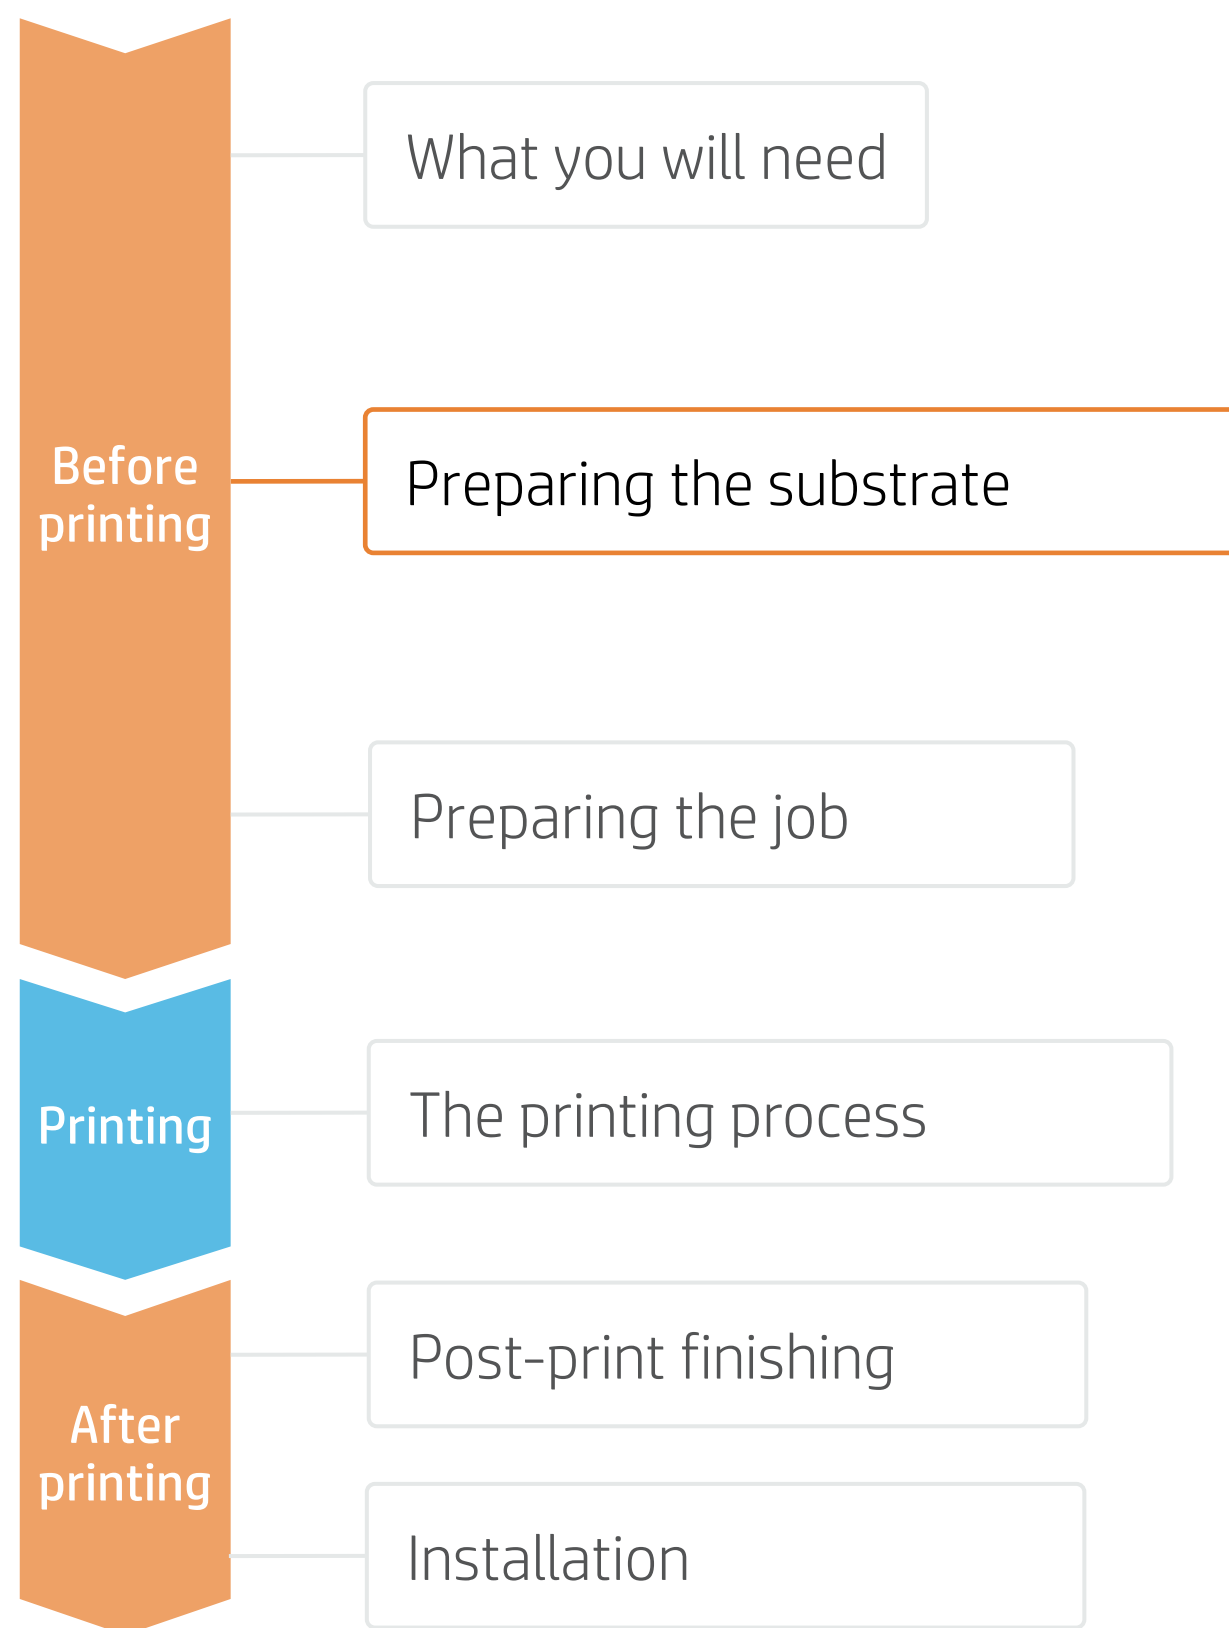 What you will need
Before
printing
Preparing the substrate
Preparing the job
Printing
The printing process
After
printing
Post-print finishing
Installation